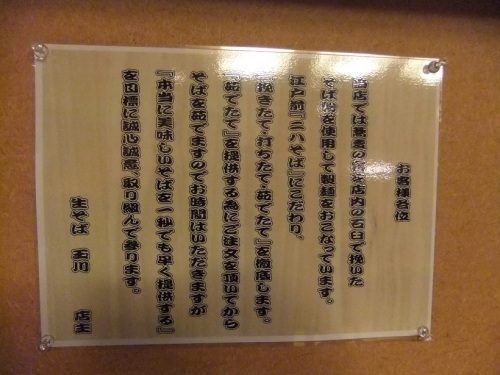 お客様各位
当店では蕎麦の実を店内の石臼で挽いた
そば粉を使用して製麺をおこなっています。
江戸前『二八そば』にこだわり、
『挽きたて・打ちたて・茹でたて』を徹底します。
『茹でたて』を提供する為にご注文を頂いてから
そばを茹でますのでお時間はいただきますが
『本当に美味しいそばを一秒でも早く提供する』
を目標に誠心誠意、取り組んで参ります。
生そば 玉川 店主